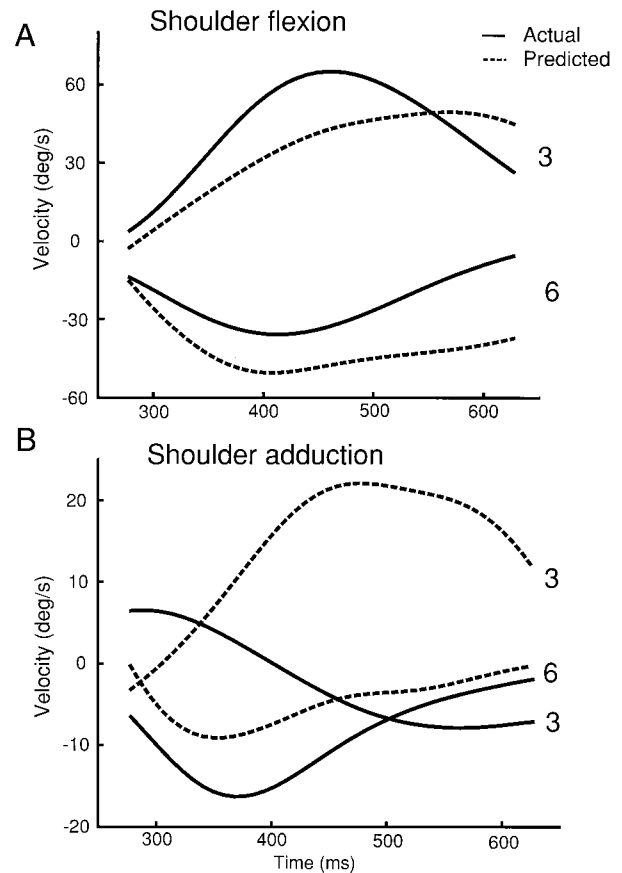 A
Shoulder flexion
Actual
Predicted
60
30
0
-30
-60
Velocity (deg/s)
3
6
300 400 500 600
B
Shoulder adduction
20
10
0
-10
-20
Velocity (deg/s)
3
6
3
300 400 500 600
Time (ms)